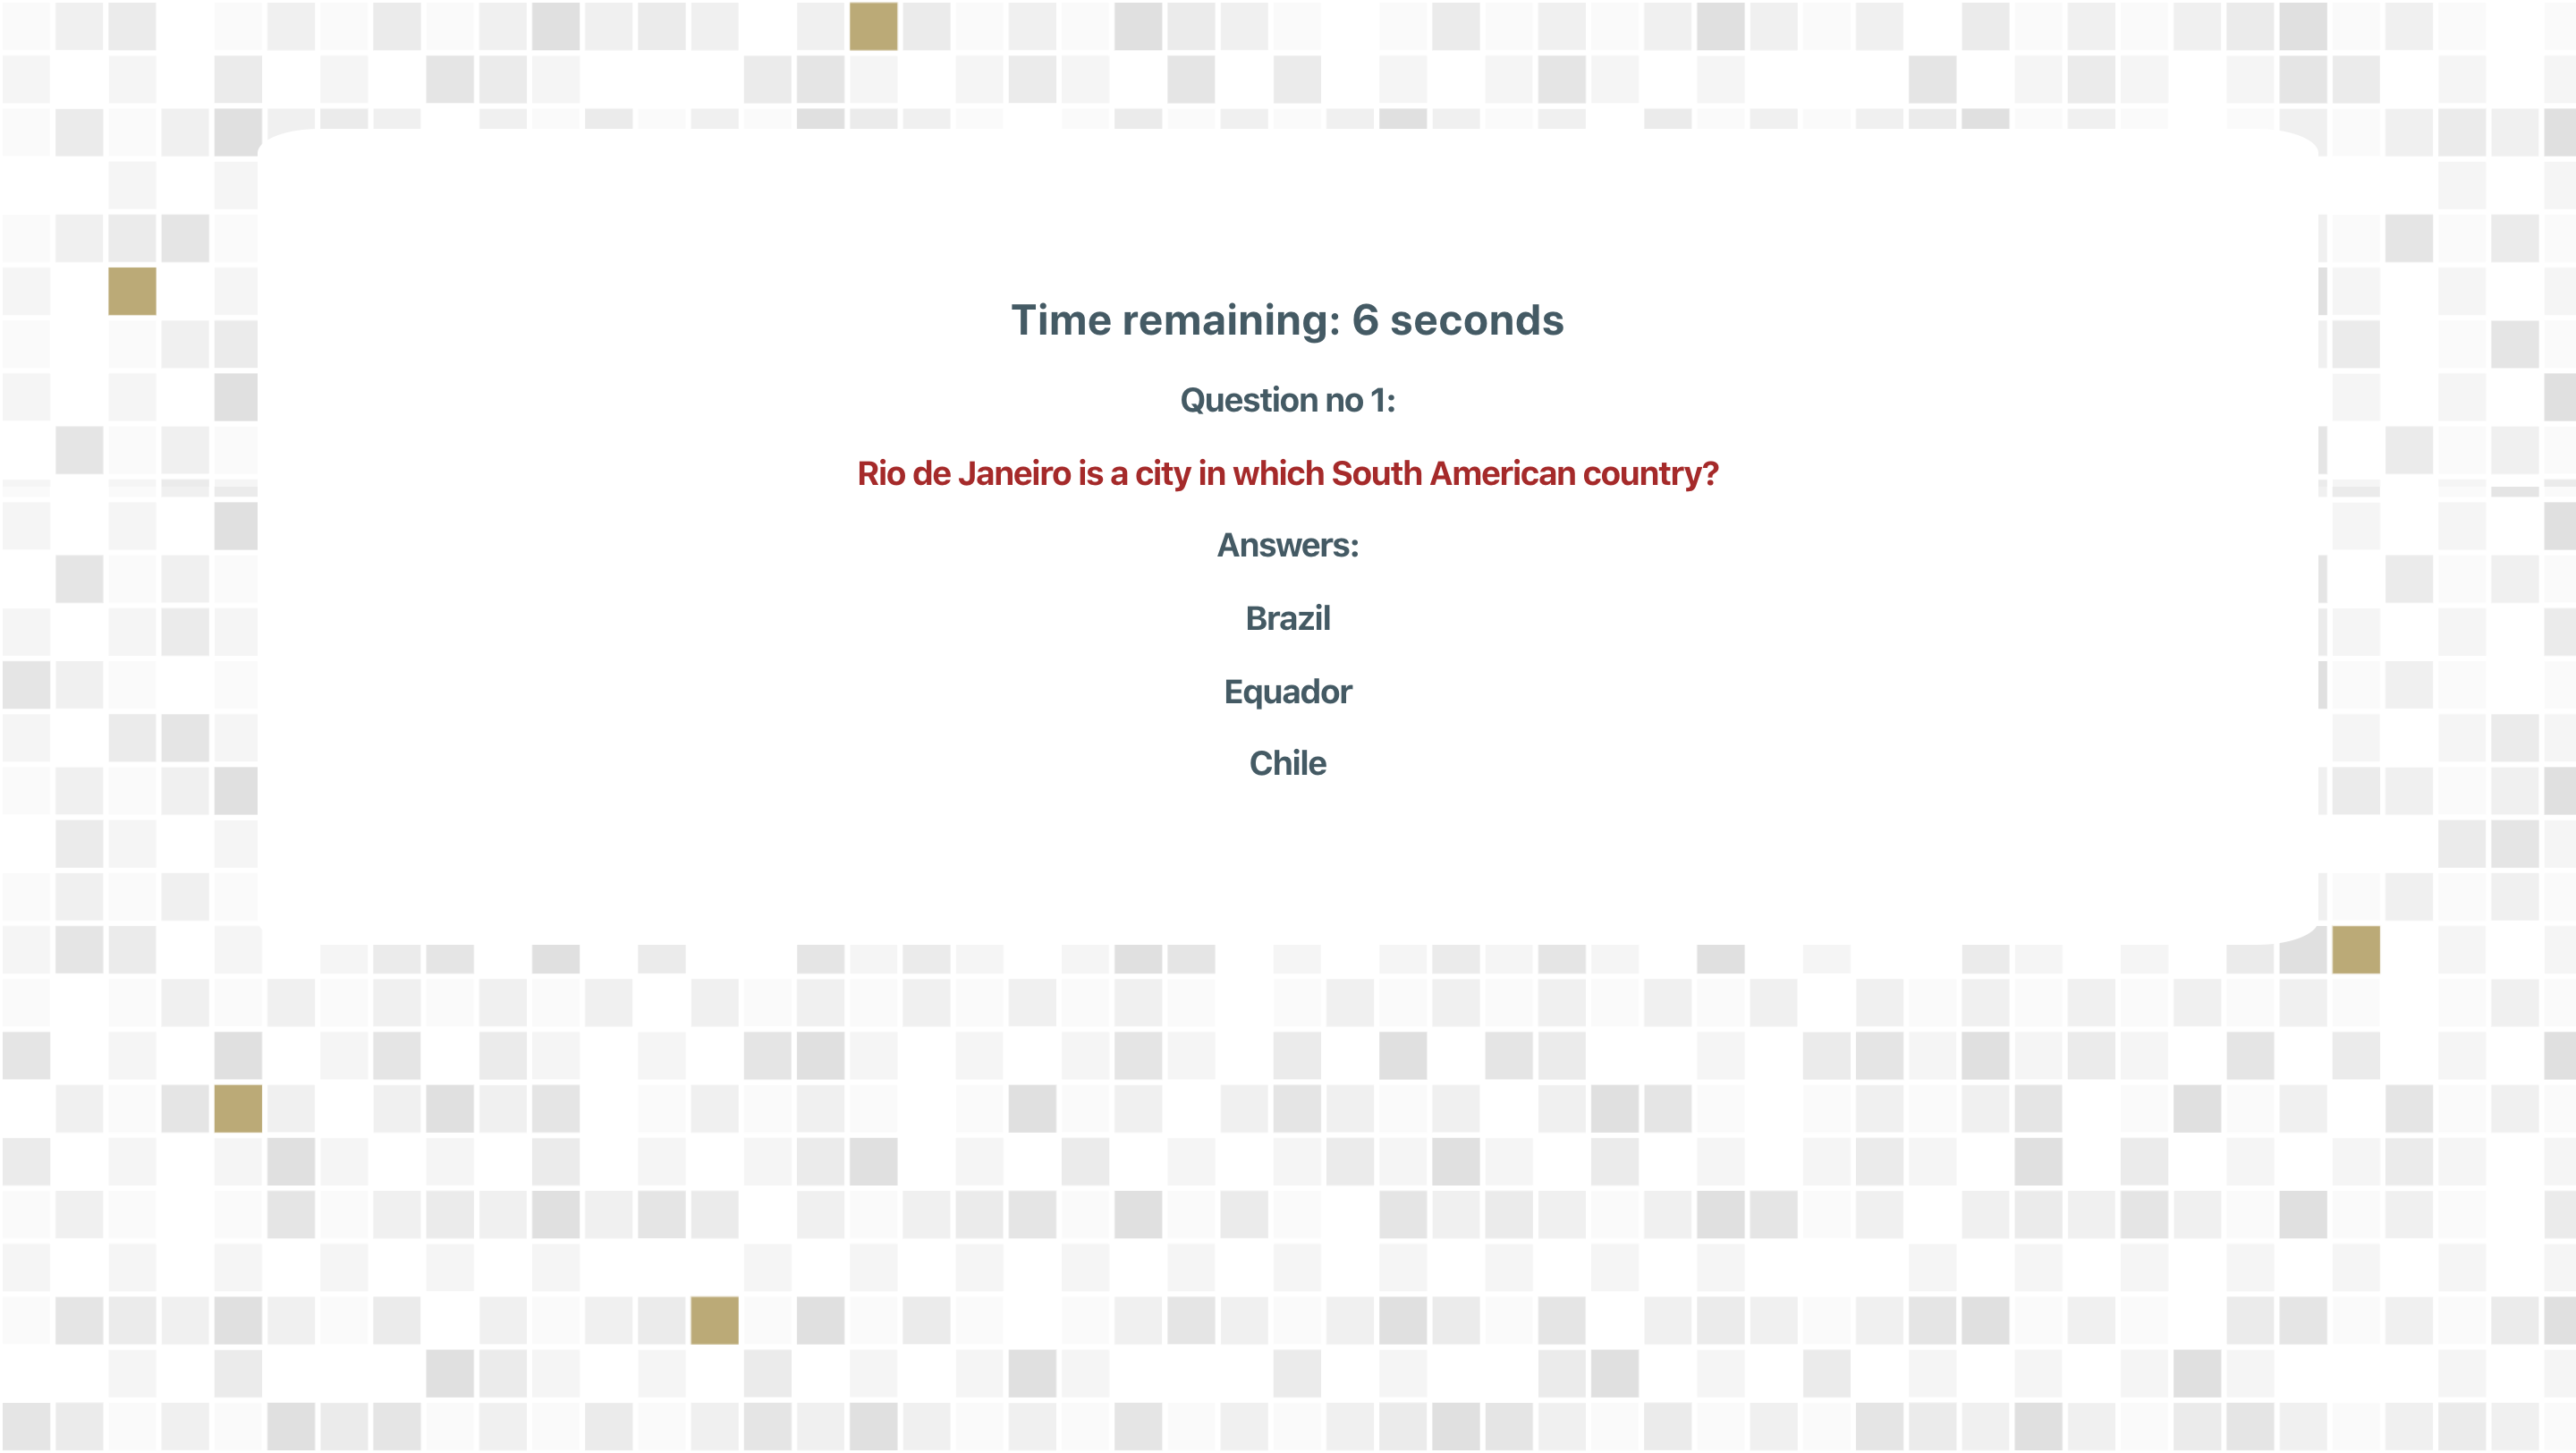 Time remaining: 6 seconds
Question no 1:
Rio de Janeiro is a city in which South American country?
Answers:
Brazil
Equador
Chile